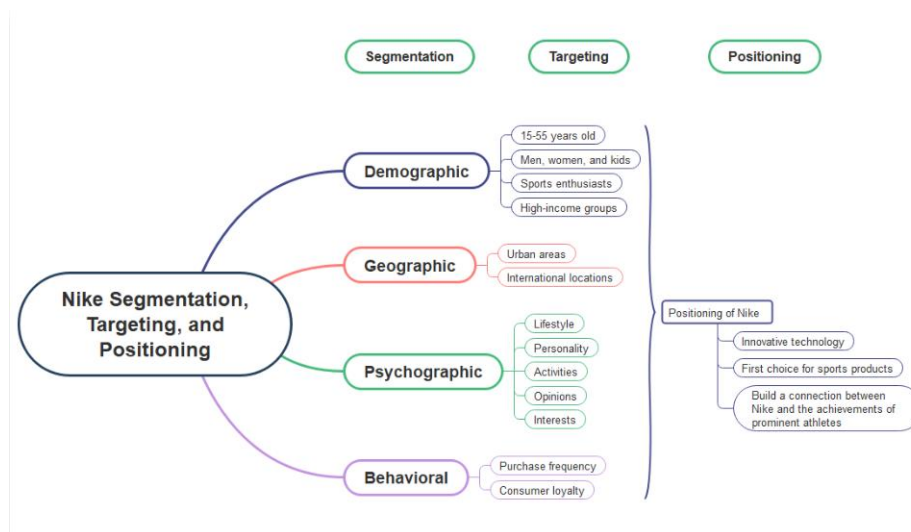 Segmentation
Targeting
Positioning
Nike Segmentation,
Targeting, and
Positioning
Demographic
15-55 years old
Men, women, and kids
Sports enthusiasts
High-income groups
Geographic
Urban areas
International locations
Psychographic
Lifestyle
Personality
Activities
Opinions
Interests
Behavioral
Purchase frequency
Consumer loyalty
Positioning of Nike
Innovative technology
First choice for sports products
Build a connection between
Nike and the achievements of
prominent athletes